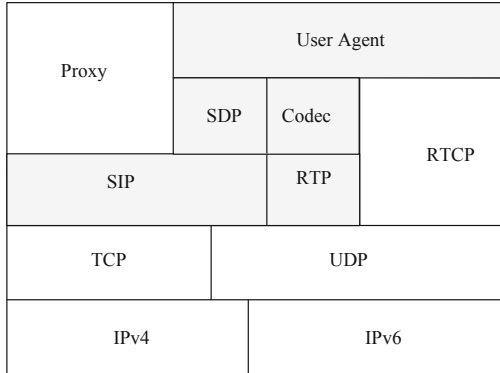 User Agent
Proxy
SDP
Codec
RTCP
SIP
RTP
TCP
UDP
IPv4
IPv6